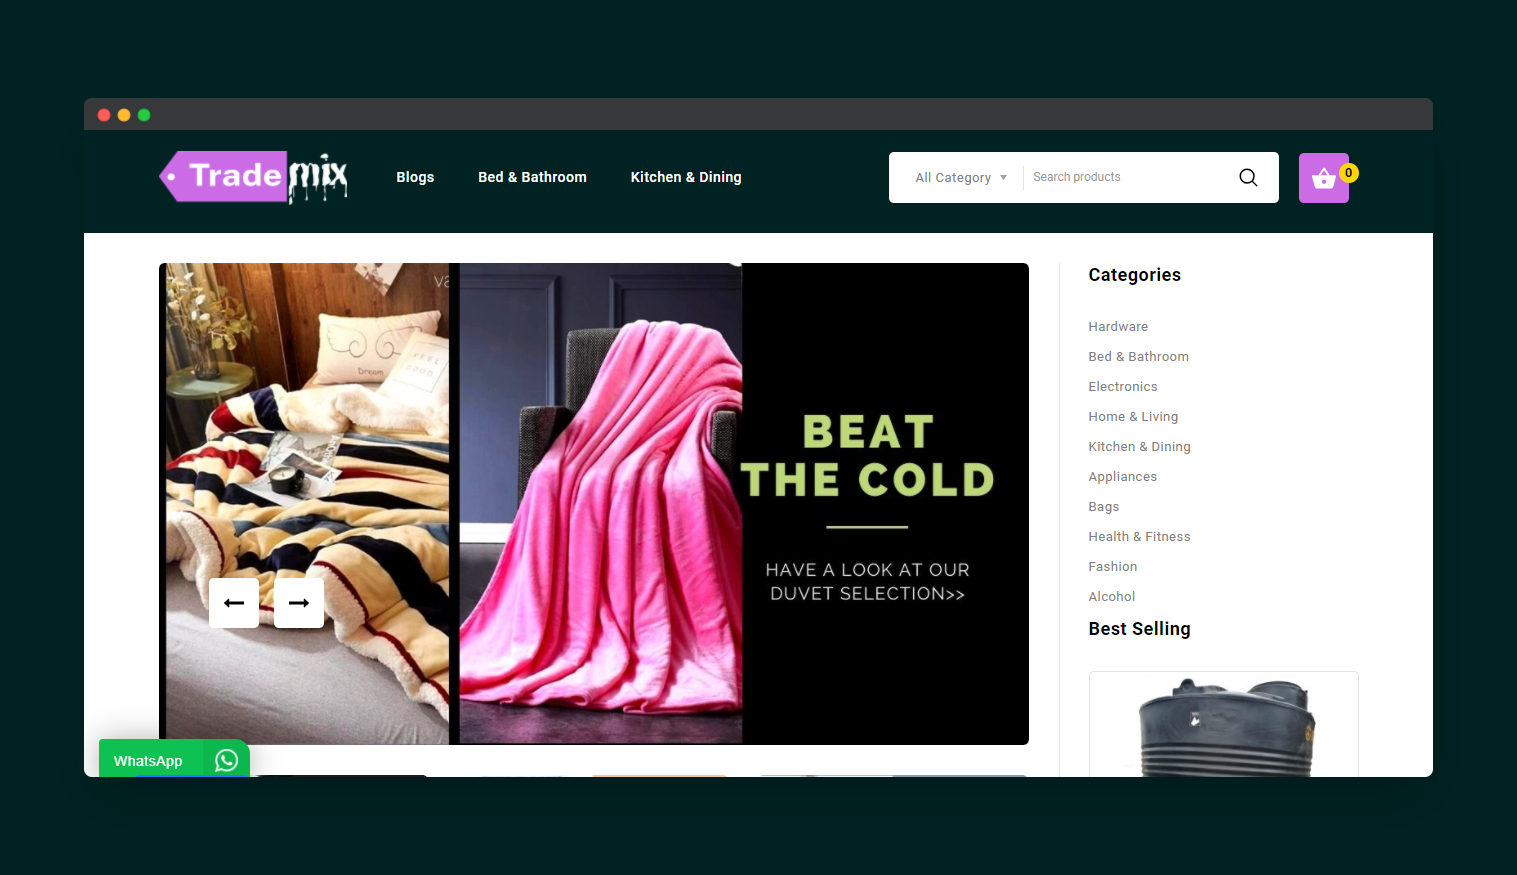 Trade mix
Blogs
Bed & Bathroom
Kitchen & Dining
All Category
Search products
0
Dream
BEAT
THE COLD
HAVE A LOOK AT OUR
DUVET SELECTION>>
Categories
Hardware
Bed & Bathroom
Electronics
Home & Living
Kitchen & Dining
Appliances
Bags
Health & Fitness
Fashion
Alcohol
Best Selling
WhatsApp